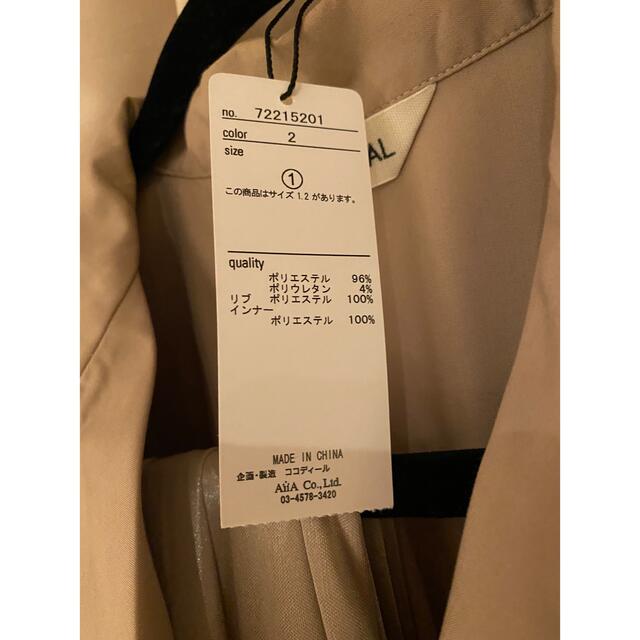 no. 72215201
color 2
size
①
この商品はサイズ 1.2 があります。
quality
ポリエステル 96%
ポリウレタン 4%
リブ ポリエステル 100%
インナー
ポリエステル 100%
MADE IN CHINA
企画・製造 ココディール
AїїA Co.,Ltd.
03-4578-3420
AL